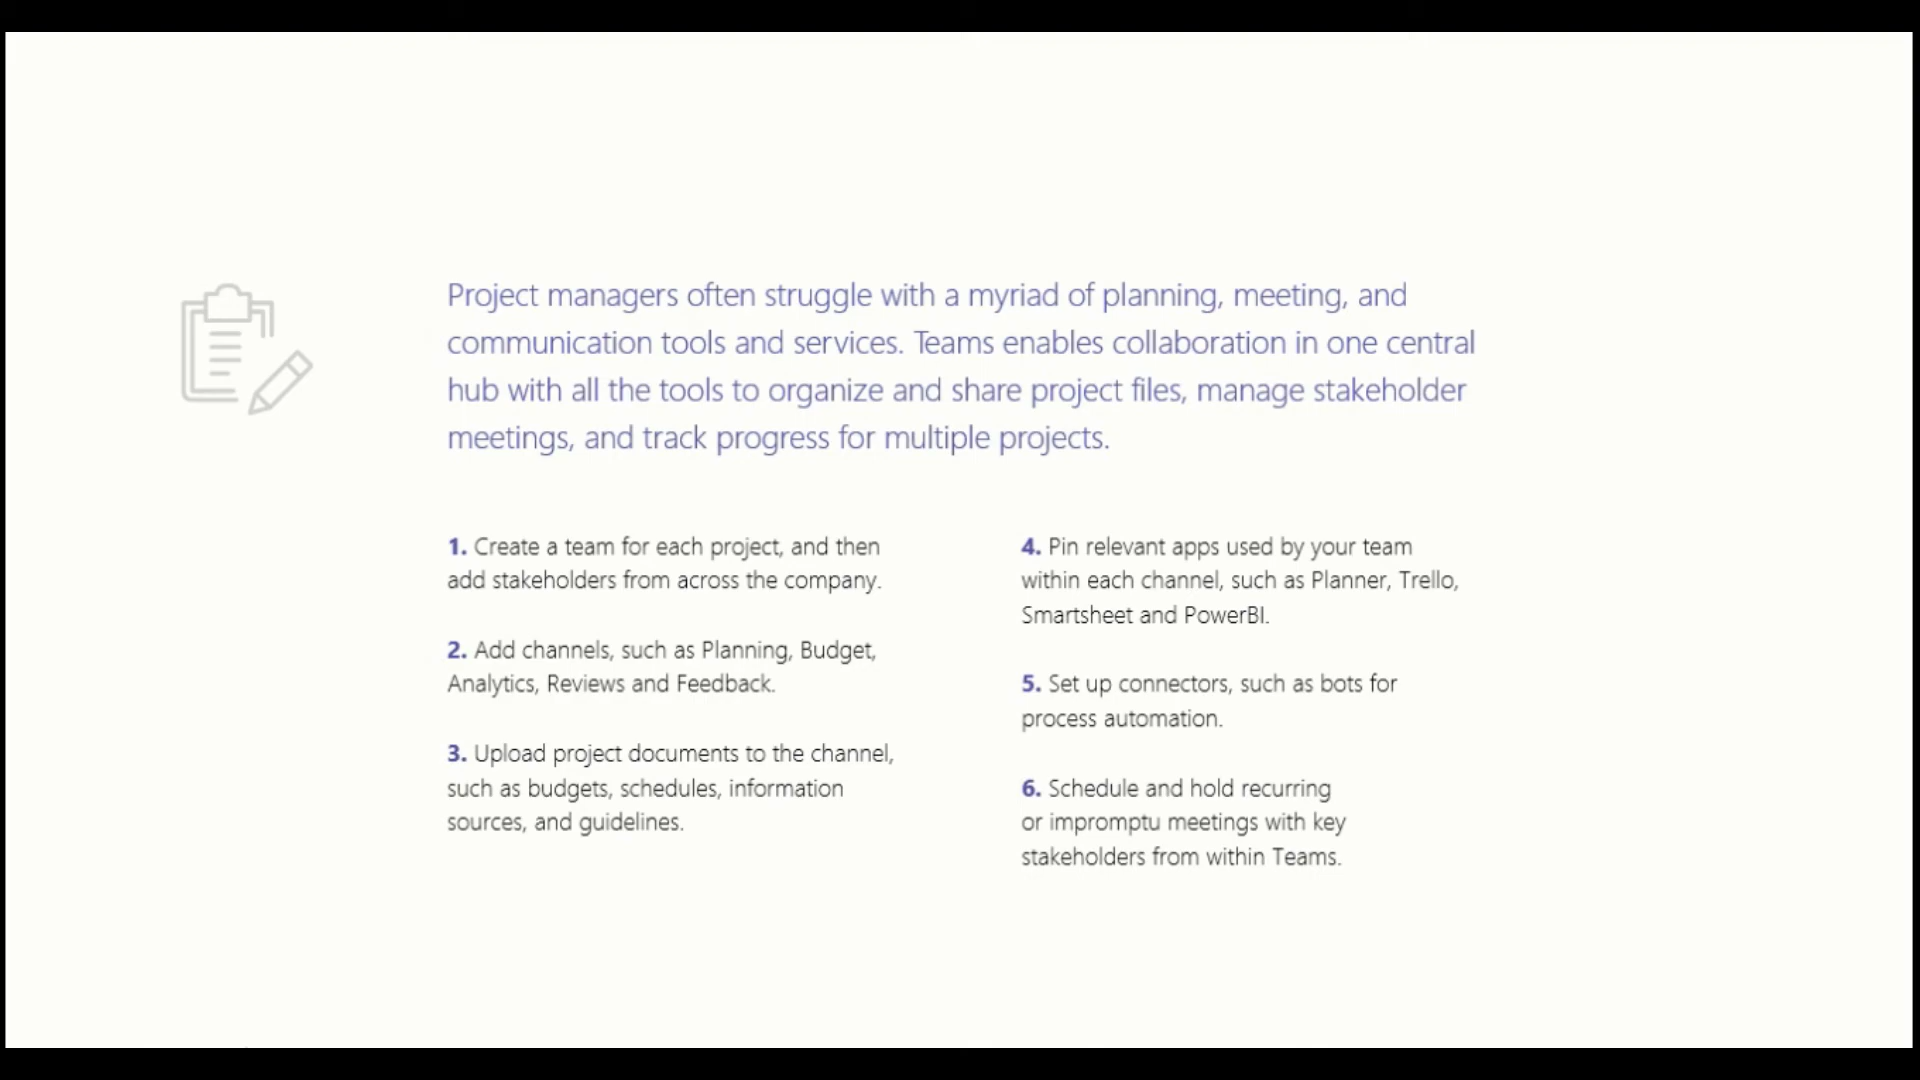 Project managers often struggle with a myriad of planning, meeting, and
communication tools and services. Teams enables collaboration in one central
hub with all the tools to organize and share project files, manage stakeholder
meetings, and track progress for multiple projects.
1. Create a team for each project, and then
add stakeholders from across the company.
2. Add channels, such as Planning, Budget,
Analytics, Reviews and Feedback.
3. Upload project documents to the channel,
such as budgets, schedules, information
sources, and guidelines.
4. Pin relevant apps used by your team
within each channel, such as Planner, Trello,
Smartsheet and PowerBI.
5. Set up connectors, such as bots for
process automation.
6. Schedule and hold recurring
or impromptu meetings with key
stakeholders from within Teams.